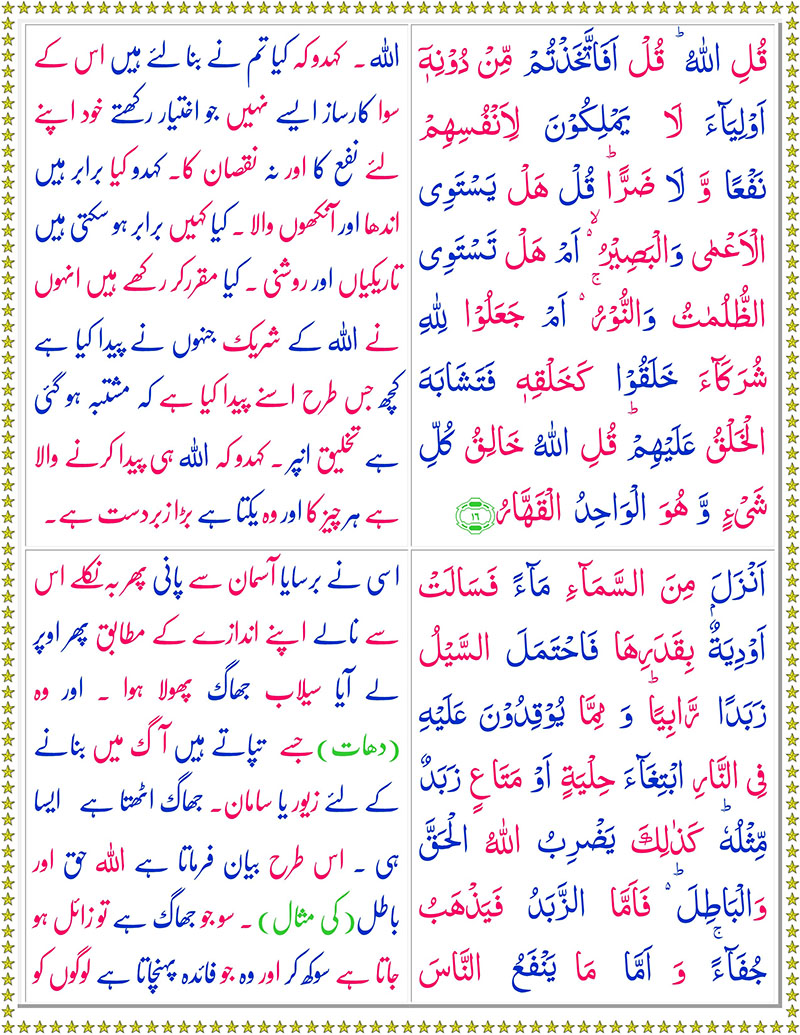 قُلِ اللّٰهُ ؕ قُلْ اَفَاتَّخَذْتُمْ مِّنْ دُوْنِهٖۤ
اَوْلِيَآءَ لَا يَمْلِكُوْنَ لِاَنْفُسِهِمْ
نَفْعًا وَّ لَا ضَرًّا ؕ قُلْ هَلْ يَسْتَوِى
الْاَعْمٰى وَالْبَصِيْرُ ۙ۬ اَمْ هَلْ تَسْتَوِى
الظُّلُمٰتُ وَالنُّوْرُ ۚ۬ اَمْ جَعَلُوْا لِلّٰهِ
شُرَكَآءَ خَلَقُوْا كَخَلْقِهٖ فَتَشَابَهَ
الْخَلْقُ عَلَيْهِمْ ؕ قُلِ اللّٰهُ خَالِقُ كُلِّ
شَىْءٍ وَّ هُوَ الْوَاحِدُ الْقَهَّارُ ١٦
الله ۔ کہدو کہ کیا تم نے بنا لئے ہیں اس کے
سوا کارساز ایسے نہیں جو اختیار رکھتے خود اپنے
لئے نفع کا اور نہ نقصان کا۔ کہدو کیا برابر ہیں
اندھا اور آنکھوں والا ۔ کیا کہیں برابر ہو سکتی ہیں
تاریکیاں اور روشنی ۔ کیا مقرر کر رکھے ہیں انہوں
نے الله کے شریک جنہوں نے پیدا کیا ہے
کچھ جس طرح اسنے پیدا کیا ہے کہ مشتبہ ہو گئی
ہے تخلیق انپر ۔ کہدو کہ الله ہی پیدا کرنے والا
ہے ہر چیز کا اور وہ یکتا ہے بڑا زبردست ہے ۔
اَنْزَلَ مِنَ السَّمَآءِ مَآءً فَسَالَتْ
اَوْدِيَةٌۢ بِقَدَرِهَا فَاحْتَمَلَ السَّيْلُ
زَبَدًا رَّابِيًا ؕ وَ مِمَّا يُوْقِدُوْنَ عَلَيْهِ
فِى النَّارِ ابْتِغَآءَ حِلْيَةٍ اَوْ مَتَاعٍ زَبَدٌ
مِّثْلُهٗ ؕ كَذٰلِكَ يَضْرِبُ اللّٰهُ الْحَقَّ
وَالْبَاطِلَ ؕ۬ فَاَمَّا الزَّبَدُ فَيَذْهَبُ
جُفَآءً ۚ وَ اَمَّا مَا يَنْفَعُ النَّاسَ
اسی نے برسایا آسمان سے پانی پھر بہ نکلے اس
سے نالے اپنے اندازے کے مطابق پھر اوپر
لے آیا سیلاب جھاگ پھولا ہوا ۔ اور وہ
(دھات) جسے تپاتے ہیں آگ میں بنانے
کے لئے زیور یا سامان۔ جھاگ اٹھتا ہے ایسا
ہی ۔ اس طرح بیان فرماتا ہے الله حق اور
باطل (کی مثال) ۔ سو جو جھاگ ہے تو زائل ہو
جاتا ہے سوکھ کر اور وہ جو فائدہ پہنچاتا ہے لوگوں کو